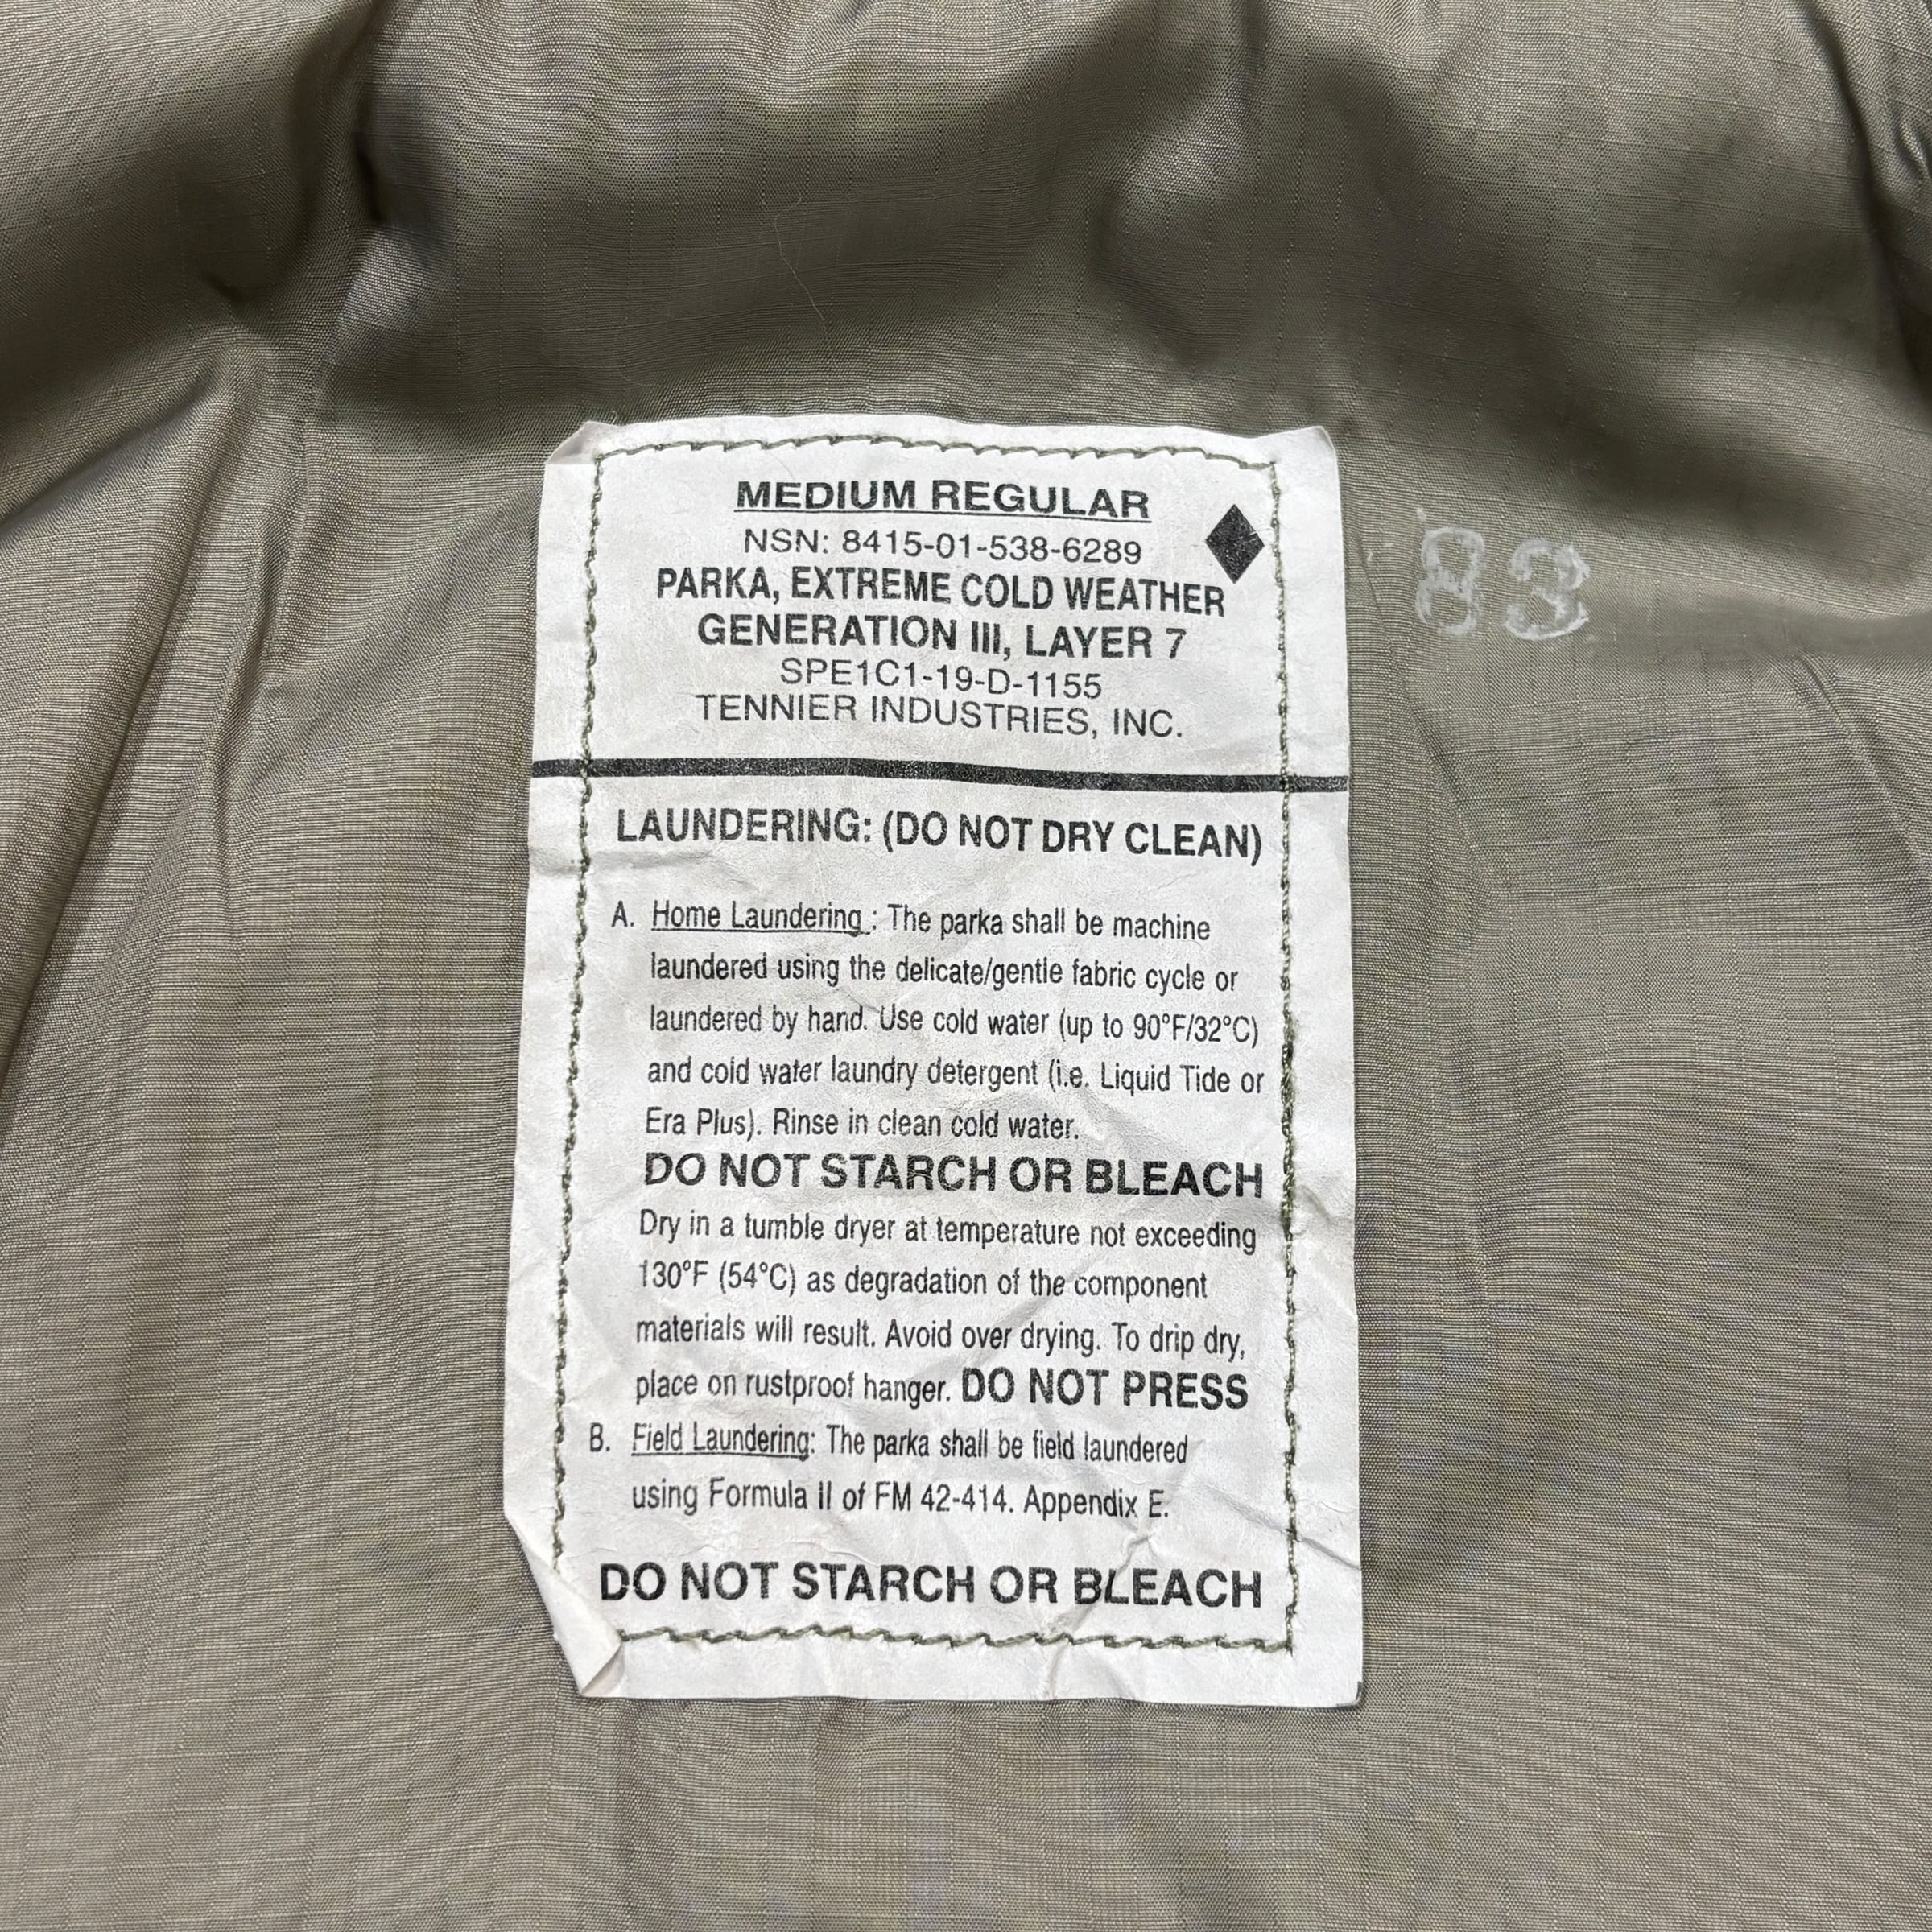 MEDIUM REGULAR
NSN: 8415-01-538-6289
PARKA, EXTREME COLD WEATHER
GENERATION III, LAYER 7
SPE1C1-19-D-1155
TENNIER INDUSTRIES, INC.
83
LAUNDERING: (DO NOT DRY CLEAN)
A. Home Laundering : The parka shall be machine
laundered using the delicate/gentle fabric cycle or
laundered by hand. Use cold water (up to 90°F/32°C)
and cold water laundry detergent (i.e. Liquid Tide or
Era Plus). Rinse in clean cold water.
DO NOT STARCH OR BLEACH
Dry in a tumble dryer at temperature not exceeding
130°F (54°C) as degradation of the component
materials will result. Avoid over drying. To drip dry,
place on rustproof hanger. DO NOT PRESS
B. Field Laundering: The parka shall be field laundered
using Formula II of FM 42-414. Appendix E.
DO NOT STARCH OR BLEACH